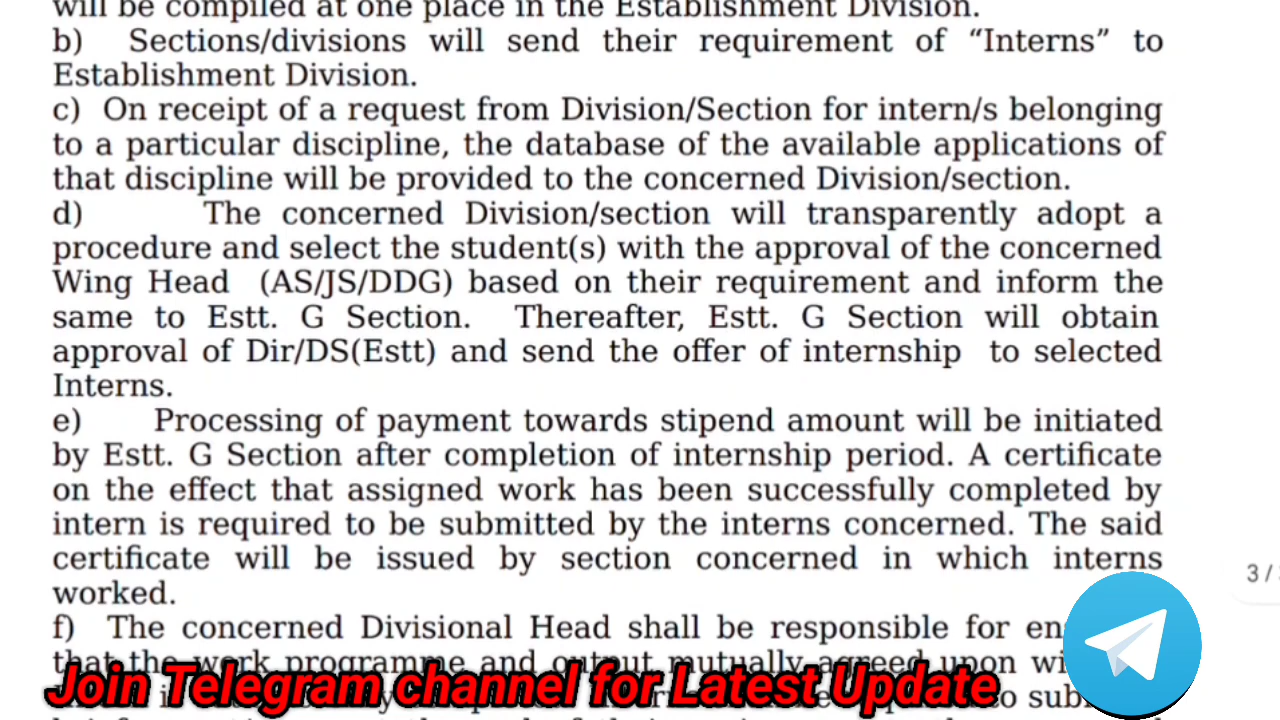 will be compiled at one place in the Establishment Division.
b) Sections/divisions will send their requirement of “Interns” to
Establishment Division.
c) On receipt of a request from Division/Section for intern/s belonging
to a particular discipline, the database of the available applications of
that discipline will be provided to the concerned Division/section.
d) The concerned Division/section will transparently adopt a
procedure and select the student(s) with the approval of the concerned
Wing Head (AS/JS/DDG) based on their requirement and inform the
same to Estt. G Section. Thereafter, Estt. G Section will obtain
approval of Dir/DS(Estt) and send the offer of internship to selected
Interns.
e) Processing of payment towards stipend amount will be initiated
by Estt. G Section after completion of internship period. A certificate
on the effect that assigned work has been successfully completed by
intern is required to be submitted by the interns concerned. The said
certificate will be issued by section concerned in which interns
worked.
3 /
f) The concerned Divisional Head shall be responsible for
that the work programme and output mutually agreed upon
Join Telegram channel for Latest Update